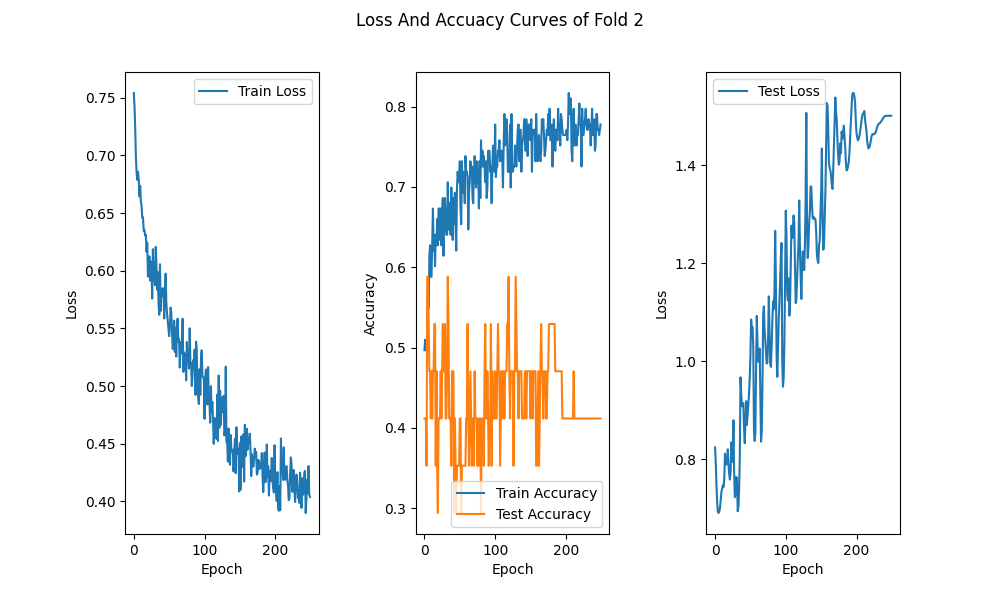 Loss And Accuacy Curves of Fold 2
Train Loss
0.75
0.70
0.65
0.60
0.55
0.50
0.45
0.40
Loss
0
100
200
Epoch
0.8
0.7
0.6
0.5
0.4
0.3
Accuracy
Train Accuracy
Test Accuracy
0
100
200
Epoch
Test Loss
1.4
1.2
1.0
0.8
Loss
0
100
200
Epoch